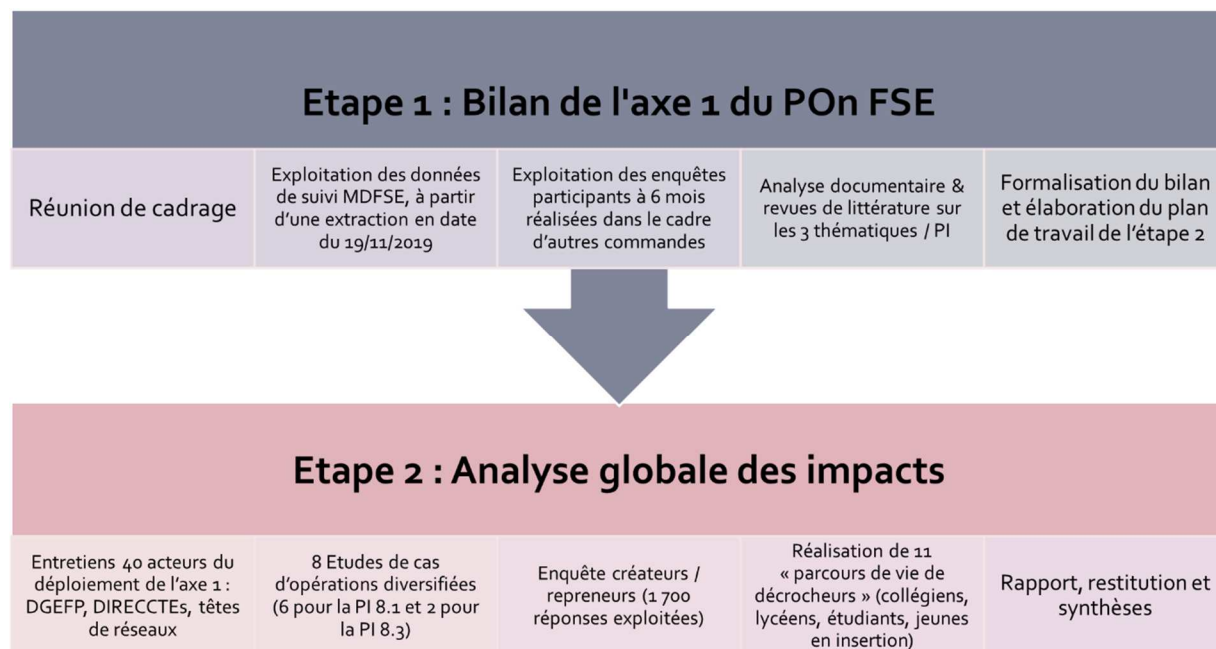 Etape 1 : Bilan de l'axe 1 du POn FSE
Réunion de cadrage
Exploitation des données
de suivi MDFSE, à partir
d'une extraction en date
du 19/11/2019
Exploitation des enquêtes
participants à 6 mois
réalisées dans le cadre
d'autres commandes
Analyse documentaire &
revues de littérature sur
les 3 thématiques / PI
Formalisation du bilan
et élaboration du plan
de travail de l'étape 2
Etape 2 : Analyse globale des impacts
Entretiens 40 acteurs du
déploiement de l'axe 1 :
DGEFP, DIRECCTEs, têtes
de réseaux
8 Etudes de cas
d'opérations diversifiées
(6 pour la PI 8.1 et 2 pour
la PI 8.3)
Enquête créateurs /
repreneurs (1 700
réponses exploitées)
Réalisation de 11
« parcours de vie de
décrocheurs » (collégiens,
lycéens, étudiants, jeunes
en insertion)
Rapport, restitution et
synthèses